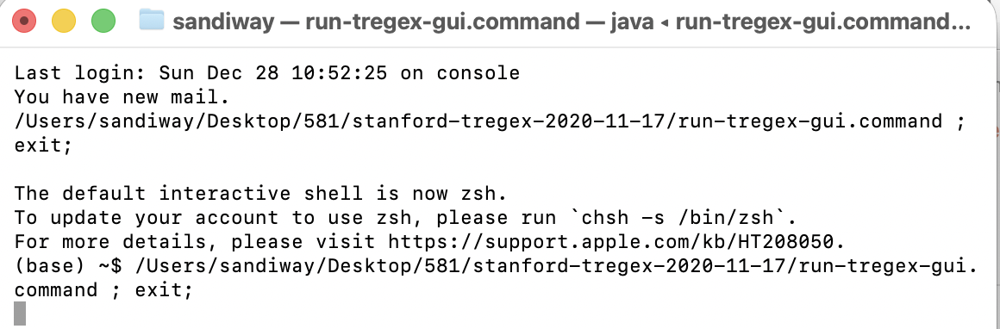 sandiway — run-tregex-gui.command — java ◂ run-tregex-gui.command...
Last login: Sun Dec 28 10:52:25 on console
You have new mail.
/Users/sandiway/Desktop/581/stanford-tregex-2020-11-17/run-tregex-gui.command ;
exit;
The default interactive shell is now zsh.
To update your account to use zsh, please run `chsh -s /bin/zsh`.
For more details, please visit https://support.apple.com/kb/HT208050.
(base) ~$ /Users/sandiway/Desktop/581/stanford-tregex-2020-11-17/run-tregex-gui.
command ; exit;